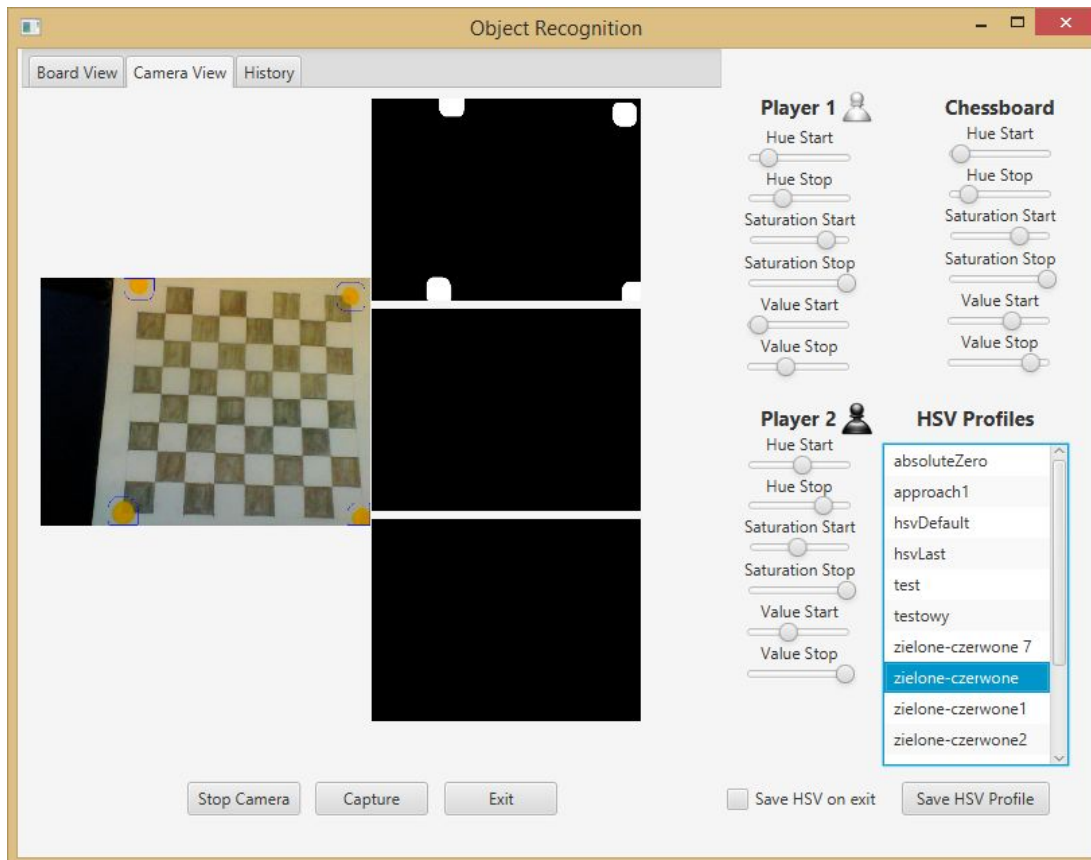 Object Recognition
Board View Camera View History
Player 1
Hue Start
Hue Stop
Saturation Start
Saturation Stop
Value Start
Value Stop
Chessboard
Hue Start
Hue Stop
Saturation Start
Saturation Stop
Value Start
Value Stop
Player 2
Hue Start
Hue Stop
Saturation Start
Saturation Stop
Value Start
Value Stop
HSV Profiles
absoluteZero
approach1
hsvDefault
hsvLast
test
testowy
zielone-czerwone 7
zielone-czerwone
zielone-czerwone1
zielone-czerwone2
Stop Camera Capture Exit Save HSV on exit Save HSV Profile